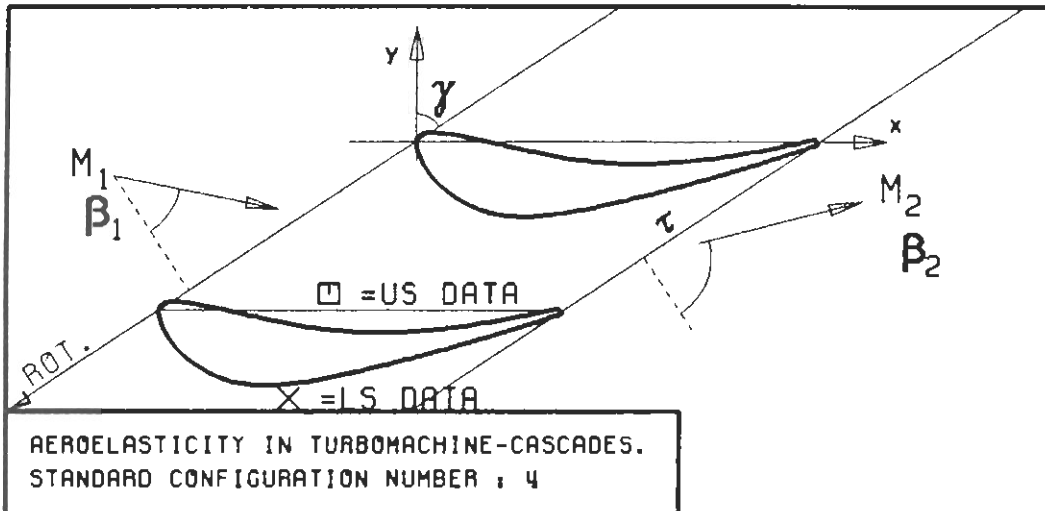 Y
γ
x
M₁
β₁
M₂
τ
β₂
□ =US DATA
ROT.
X =LS DATA
AEROELASTICITY IN TURBOMACHINE-CASCADES.
STANDARD CONFIGURATION NUMBER : 4